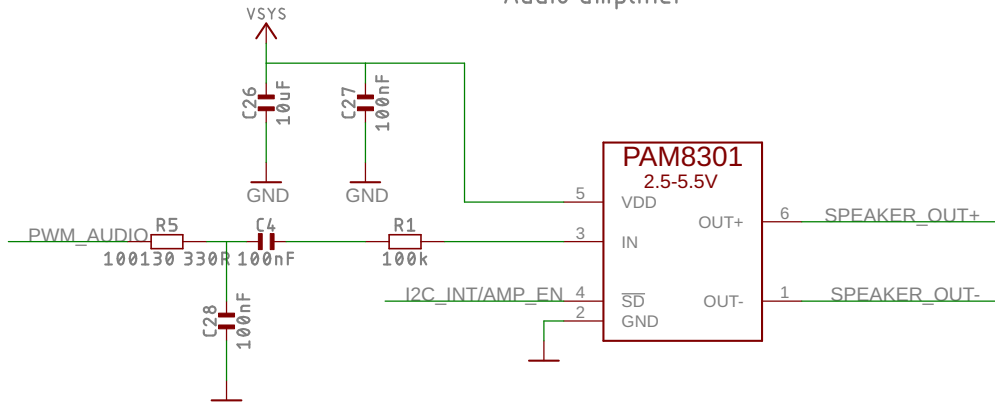 Audio amplifier
VSYS
C26
10uF
C27
100nF
GND
GND
PAM8301
2.5-5.5V
5
VDD
6
OUT+
SPEAKER_OUT+
PWM_AUDIO
R5
100130 330R
C4
100nF
R1
100k
3
IN
I2C_INT/AMP_EN
4
SD
2
GND
OUT-
1
SPEAKER_OUT-
C28
100nF